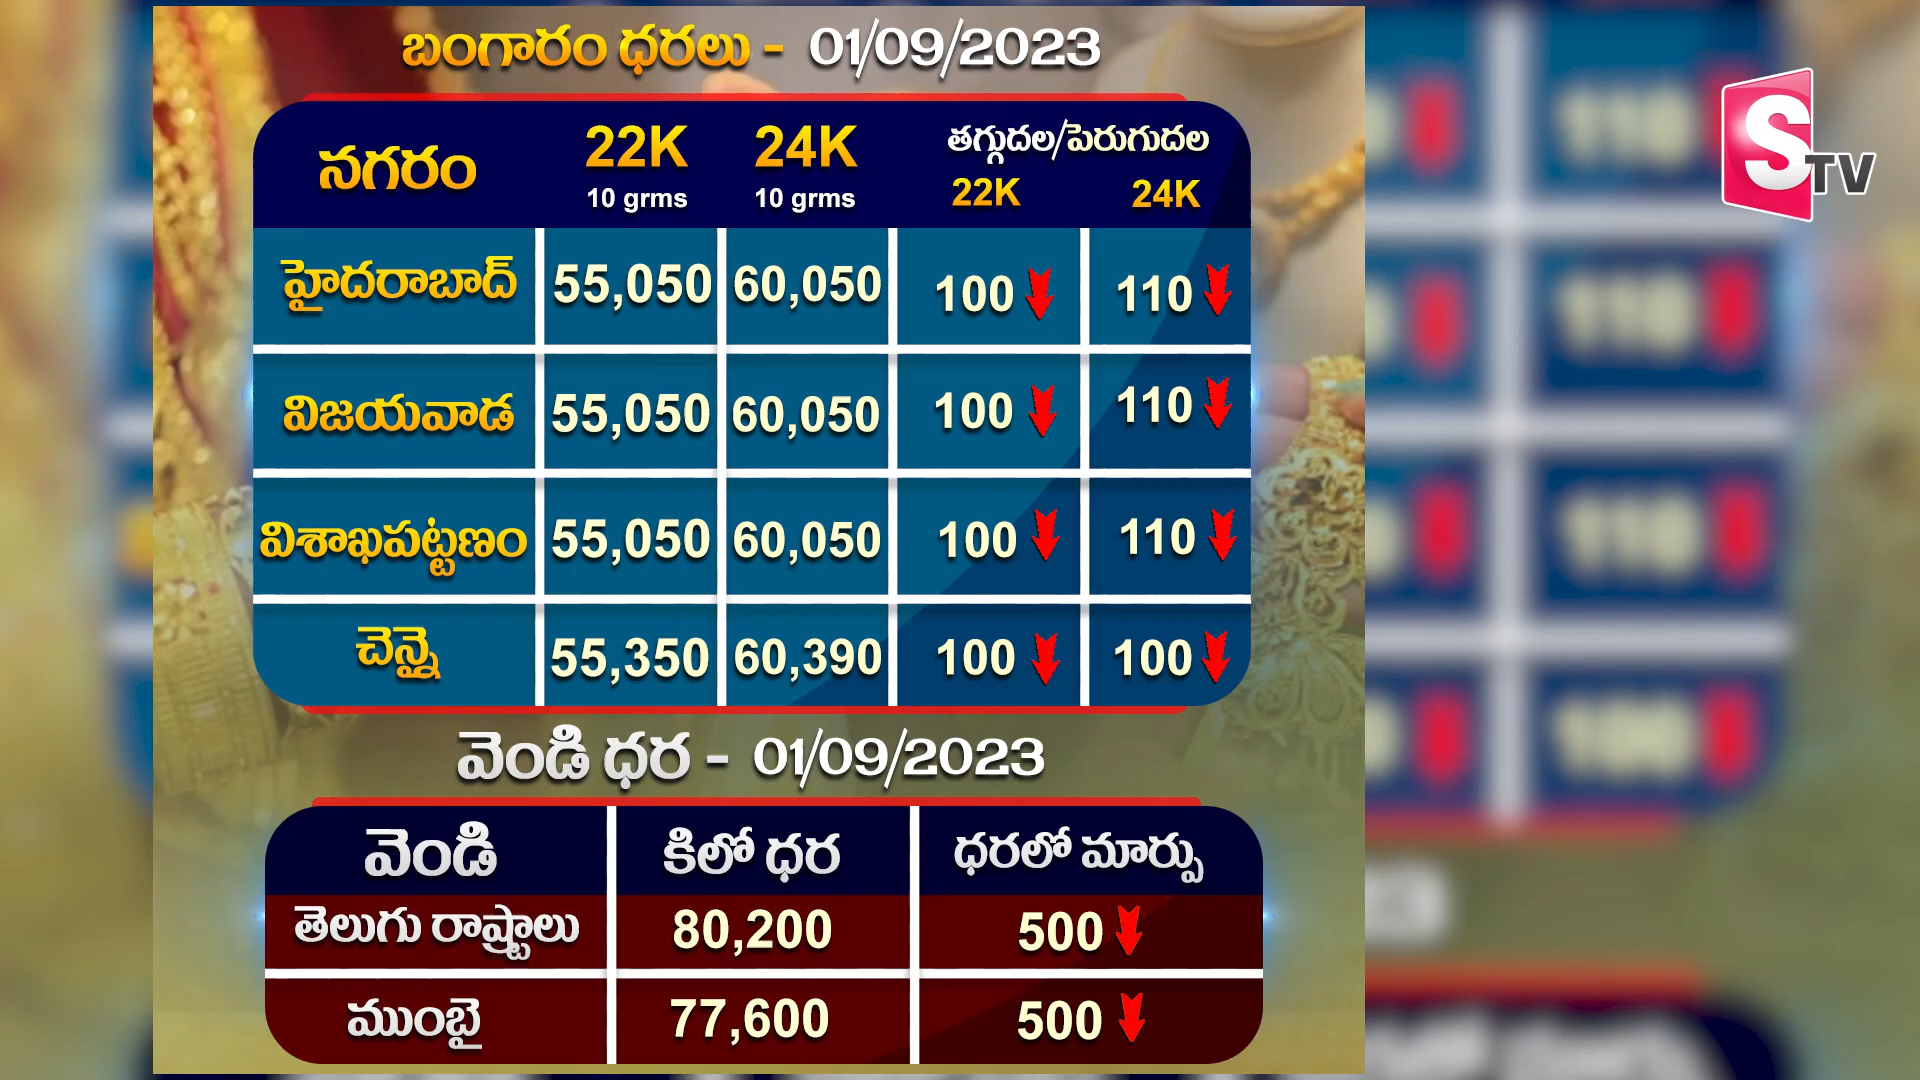 బంగారం ధరలు - 01/09/2023
STV
నగరం 22K 10 grms 24K 10 grms తగ్గుదల/పెరుగుదల 22K 24K
హైదరాబాద్ 55,050 60,050 100 110
విజయవాడ 55,050 60,050 100 110
విశాఖపట్టణం 55,050 60,050 100 110
చెన్నై 55,350 60,390 100 100
వెండి ధర - 01/09/2023
వెండి కిలో ధర ధరలో మార్పు
తెలుగు రాష్ట్రాలు 80,200 500
ముంబై 77,600 500